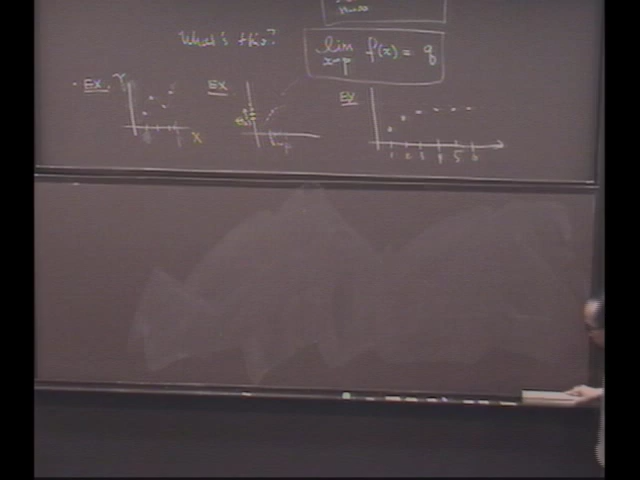 What's this?
lim f(x) = q
x→p
Ex. Y
X
Ex
p
Ex
1 2 3 4 5 6